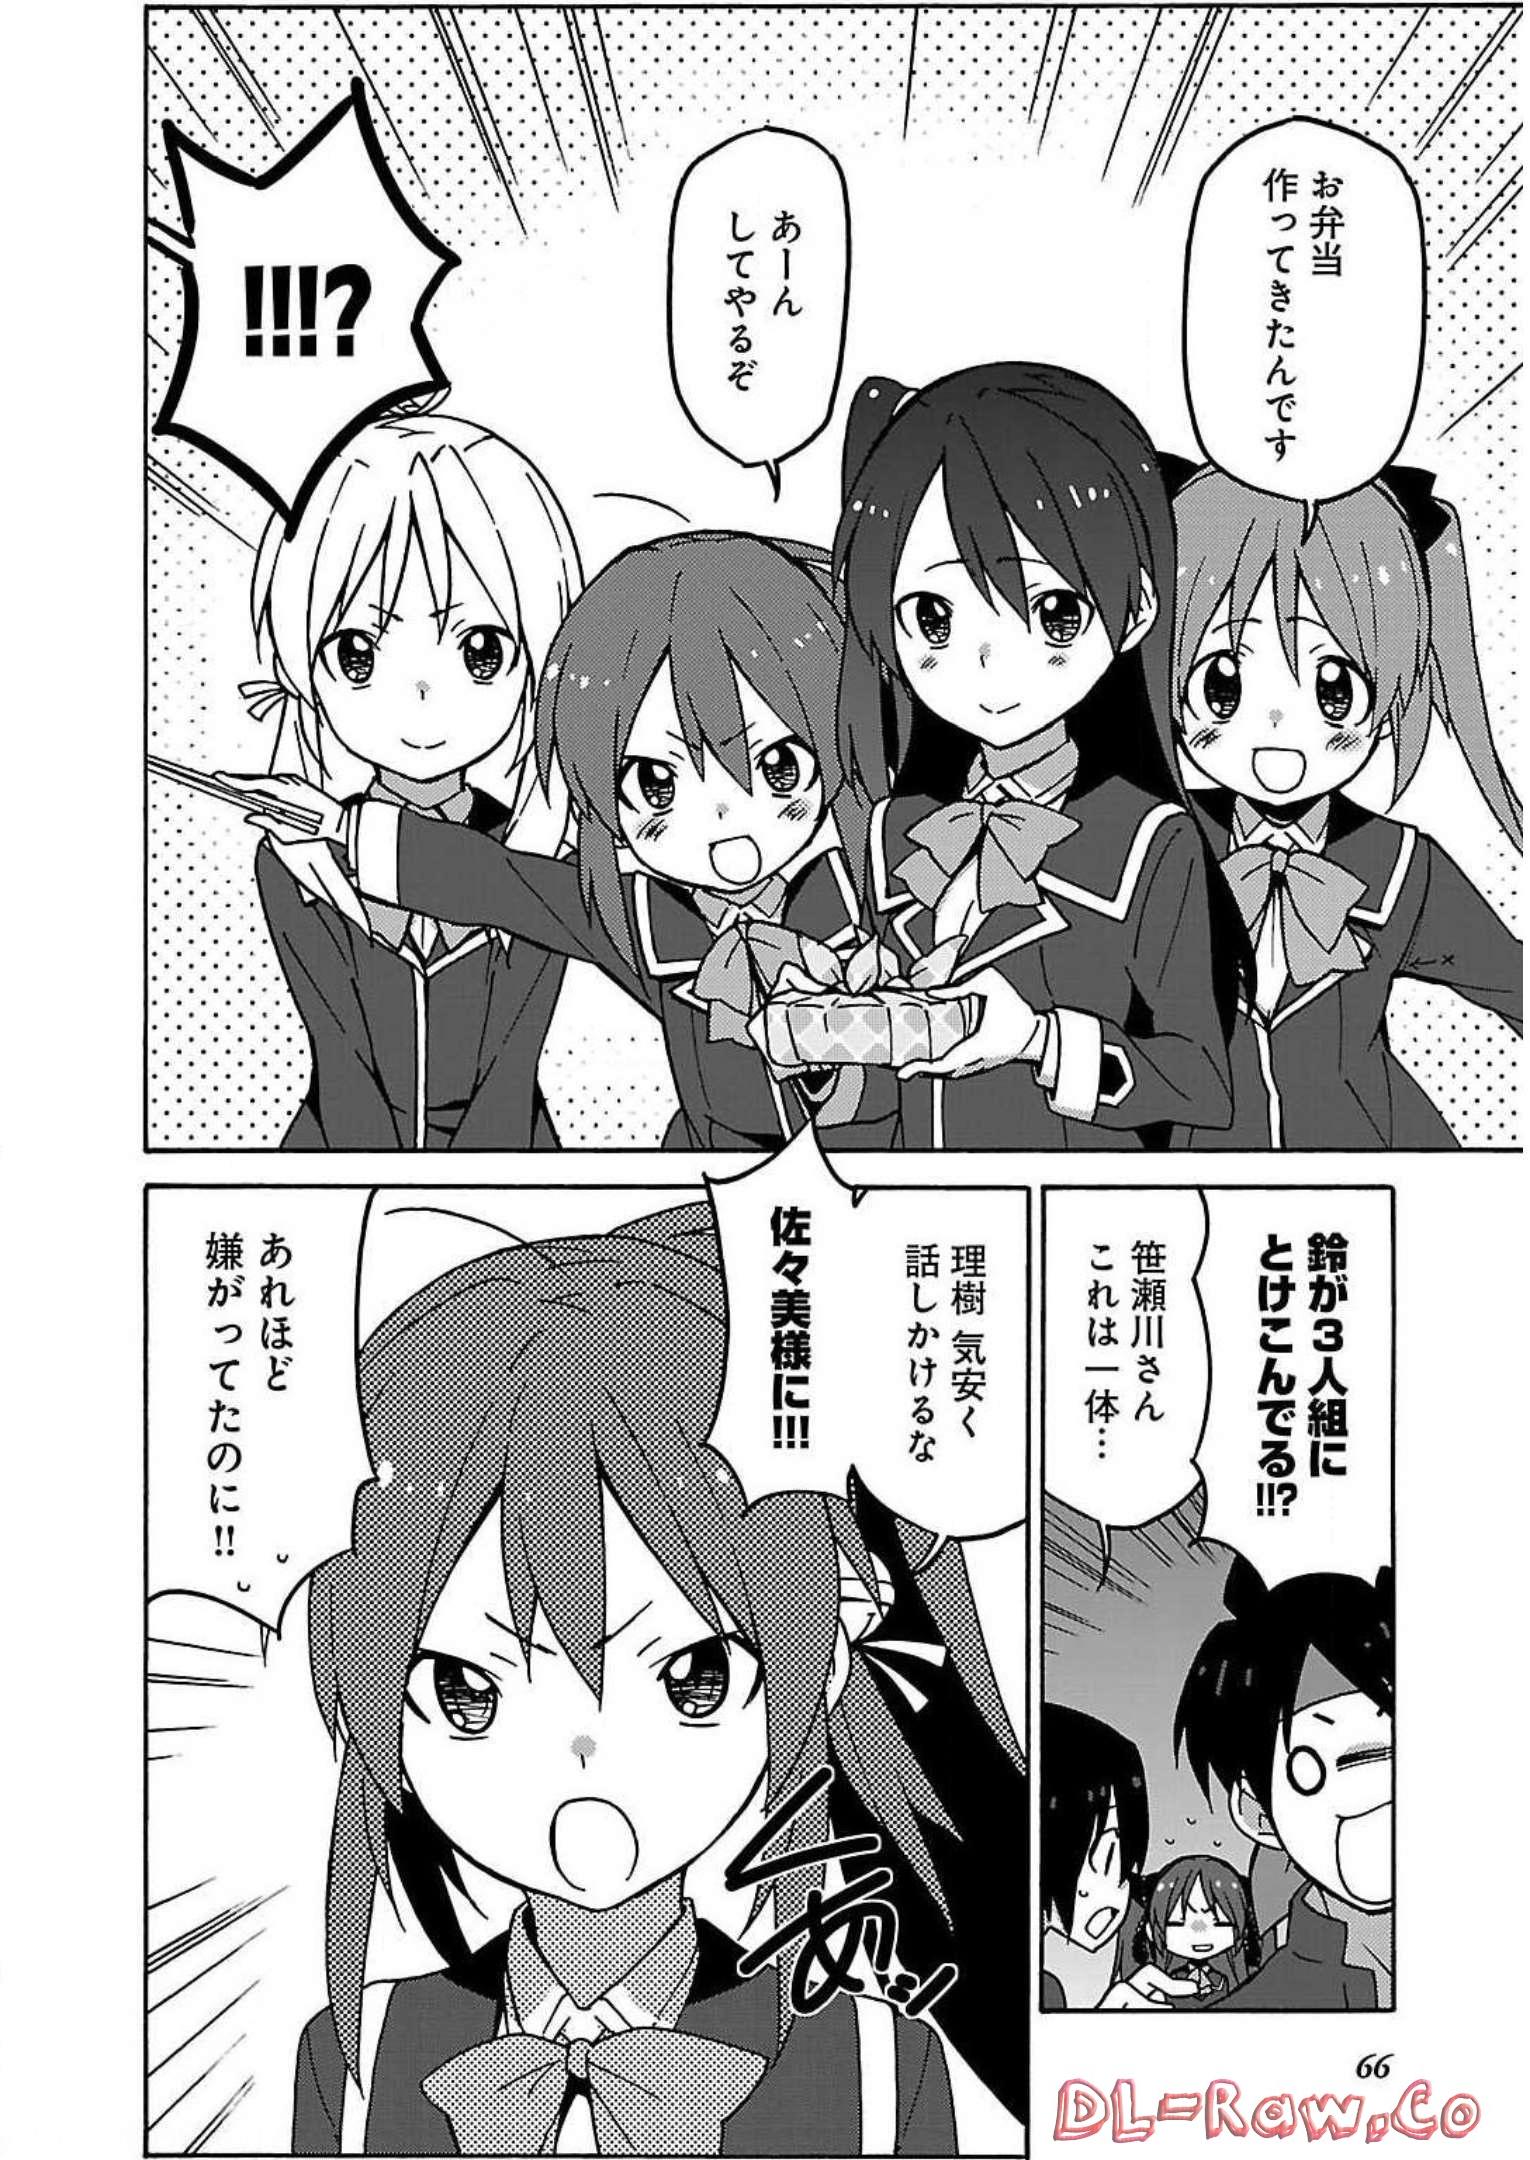 お弁当
作ってきたんです
あーん
してやるぞ
!!!?
鈴が3人組に
とけこんでる!!?
笹瀬川さん
これは一体…
理樹 気安く
話しかけるな
佐々美様に!!!
あれほど
嫌がってたのに!!
くわっ
66
DL-Raw.Co